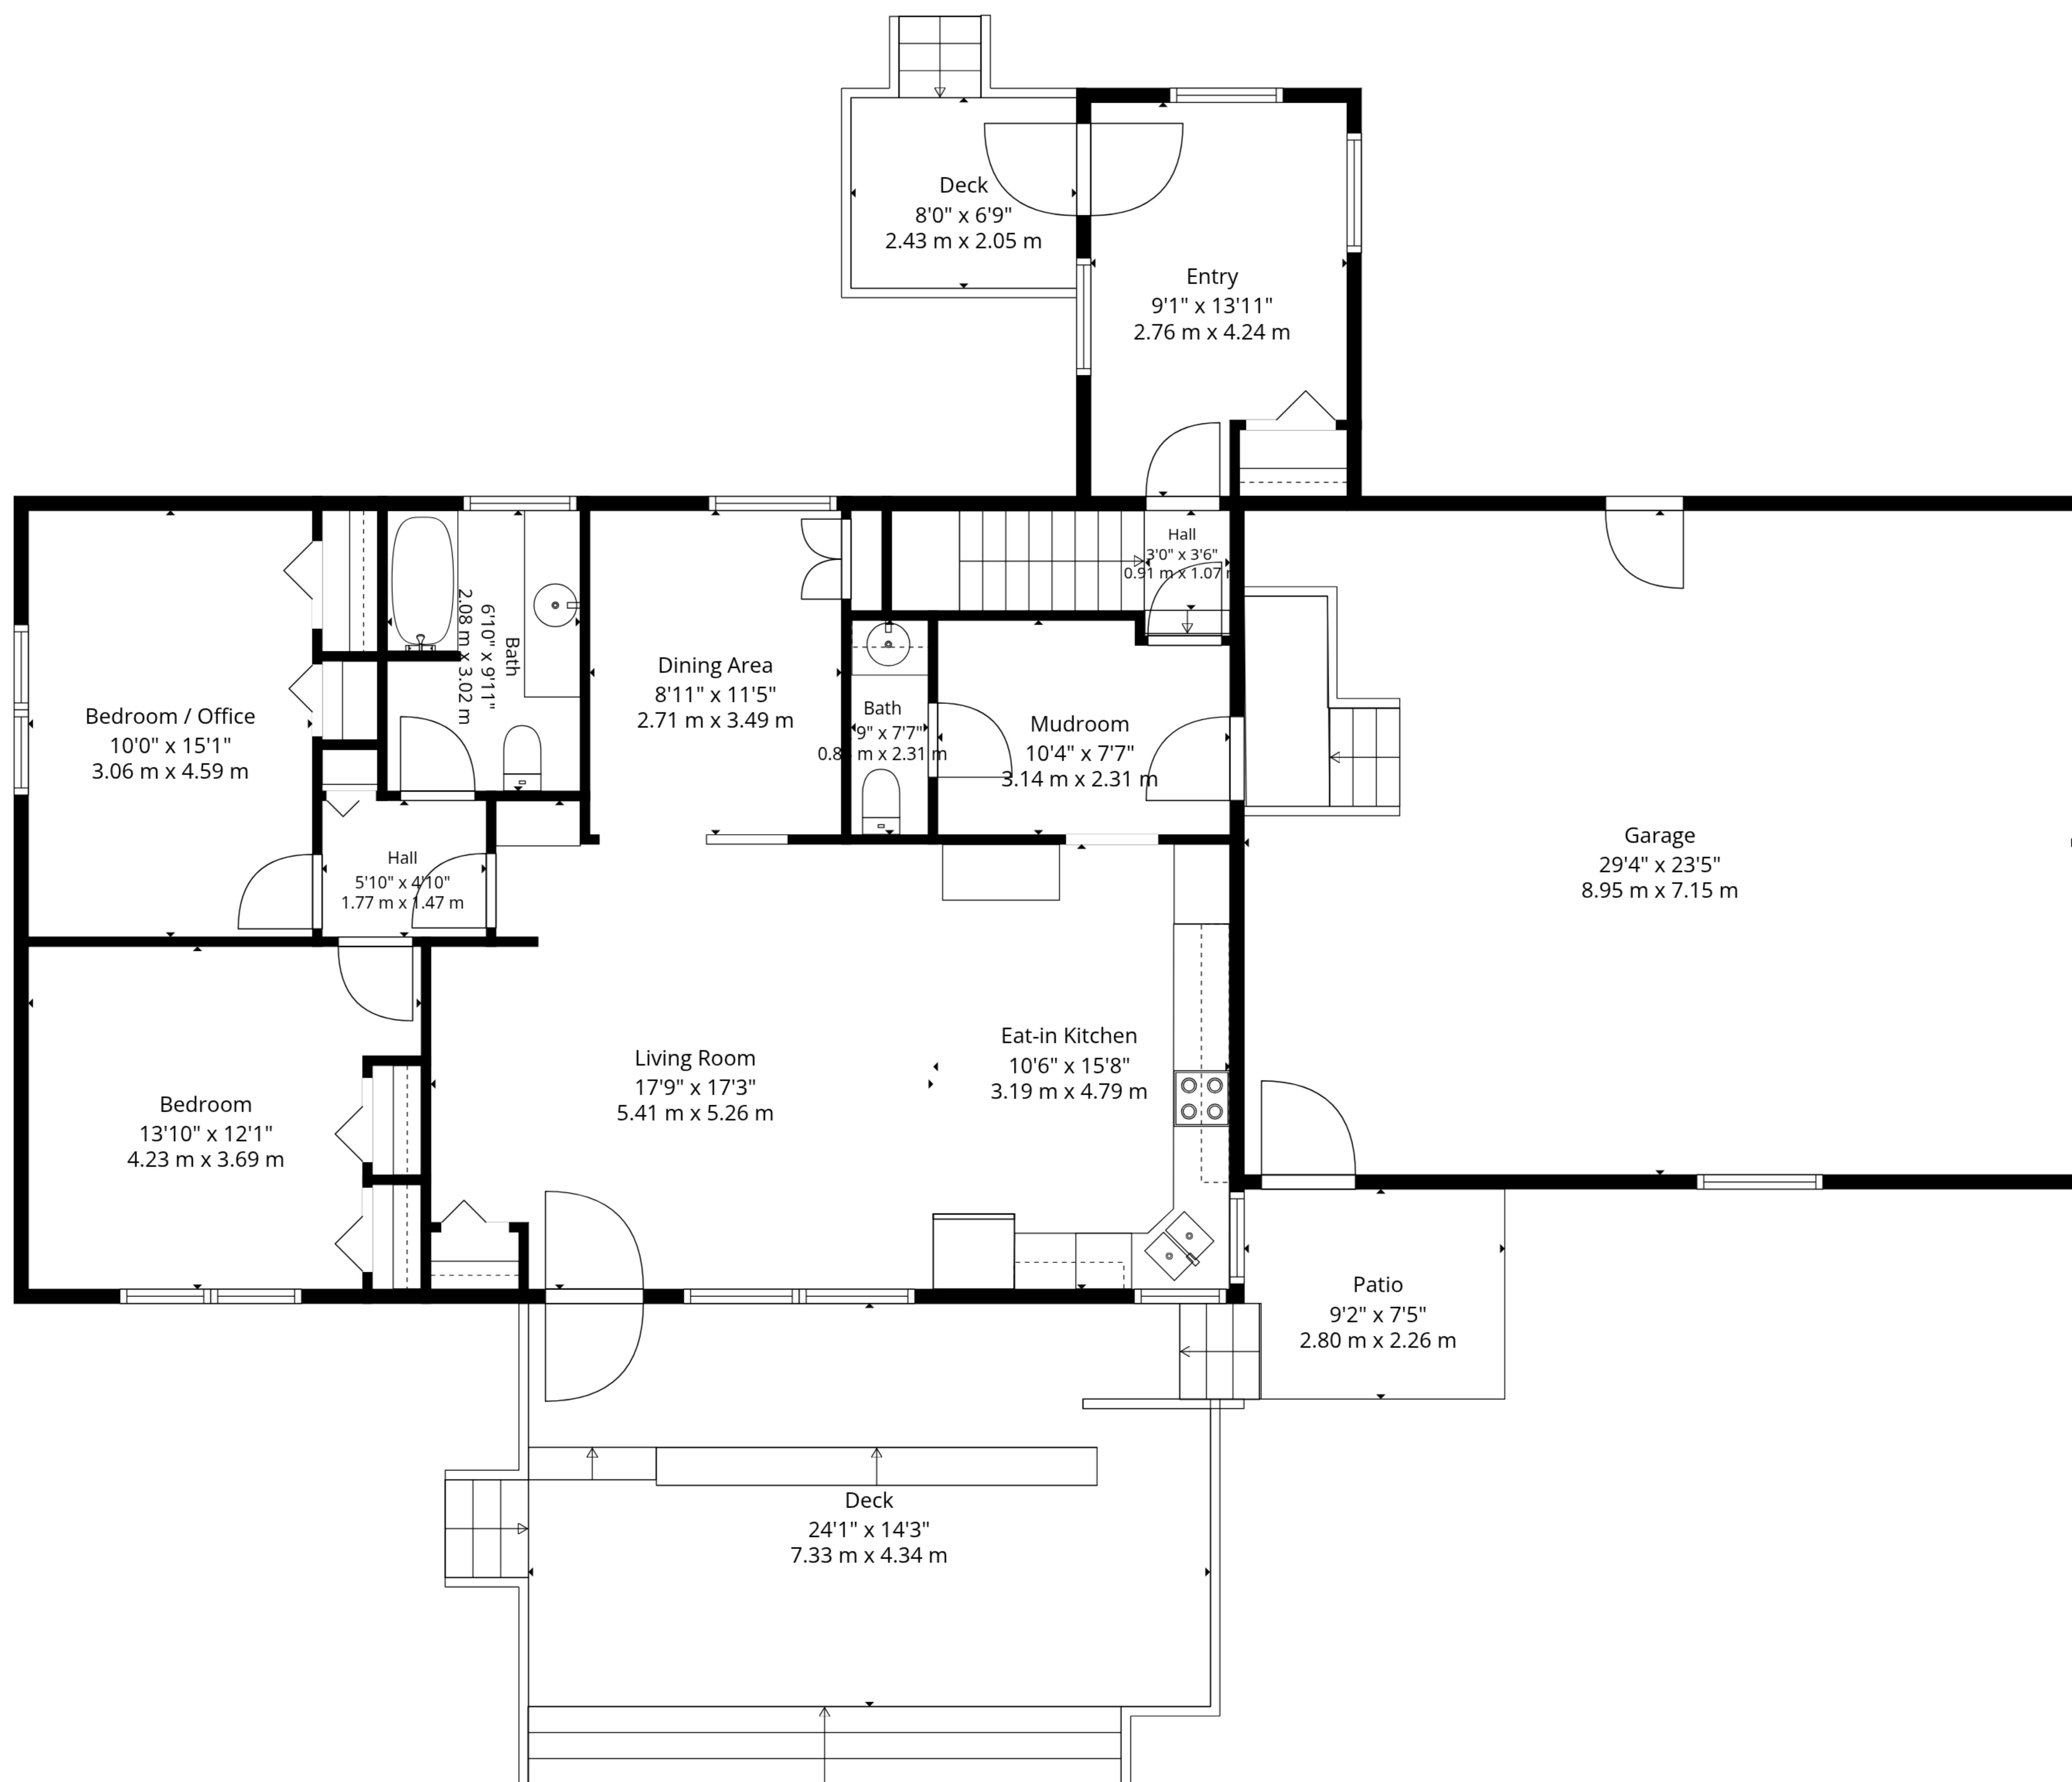 Deck
8'0" x 6'9"
2.43 m x 2.05 m
Entry
9'1" x 13'11"
2.76 m x 4.24 m
Hall
3'0" x 3'6"
0.91 m x 1.07
Bath
6'10" x 9'11"
2.08 m x 3.02 m
Dining Area
8'11" x 11'5"
2.71 m x 3.49 m
Bedroom / Office
10'0" x 15'1"
3.06 m x 4.59 m
Bath
9" x 7'7"
m x 2.31 m
Mudroom
10'4" x 7'7"
3.14 m x 2.31 m
Garage
29'4" x 23'5"
8.95 m x 7.15 m
Hall
5'10" x 4'10"
1.77 m x 1.47 m
Living Room
17'9" x 17'3"
5.41 m x 5.26 m
Eat-in Kitchen
10'6" x 15'8"
3.19 m x 4.79 m
Bedroom
13'10" x 12'1"
4.23 m x 3.69 m
Patio
9'2" x 7'5"
2.80 m x 2.26 m
Deck
24'1" x 14'3"
7.33 m x 4.34 m